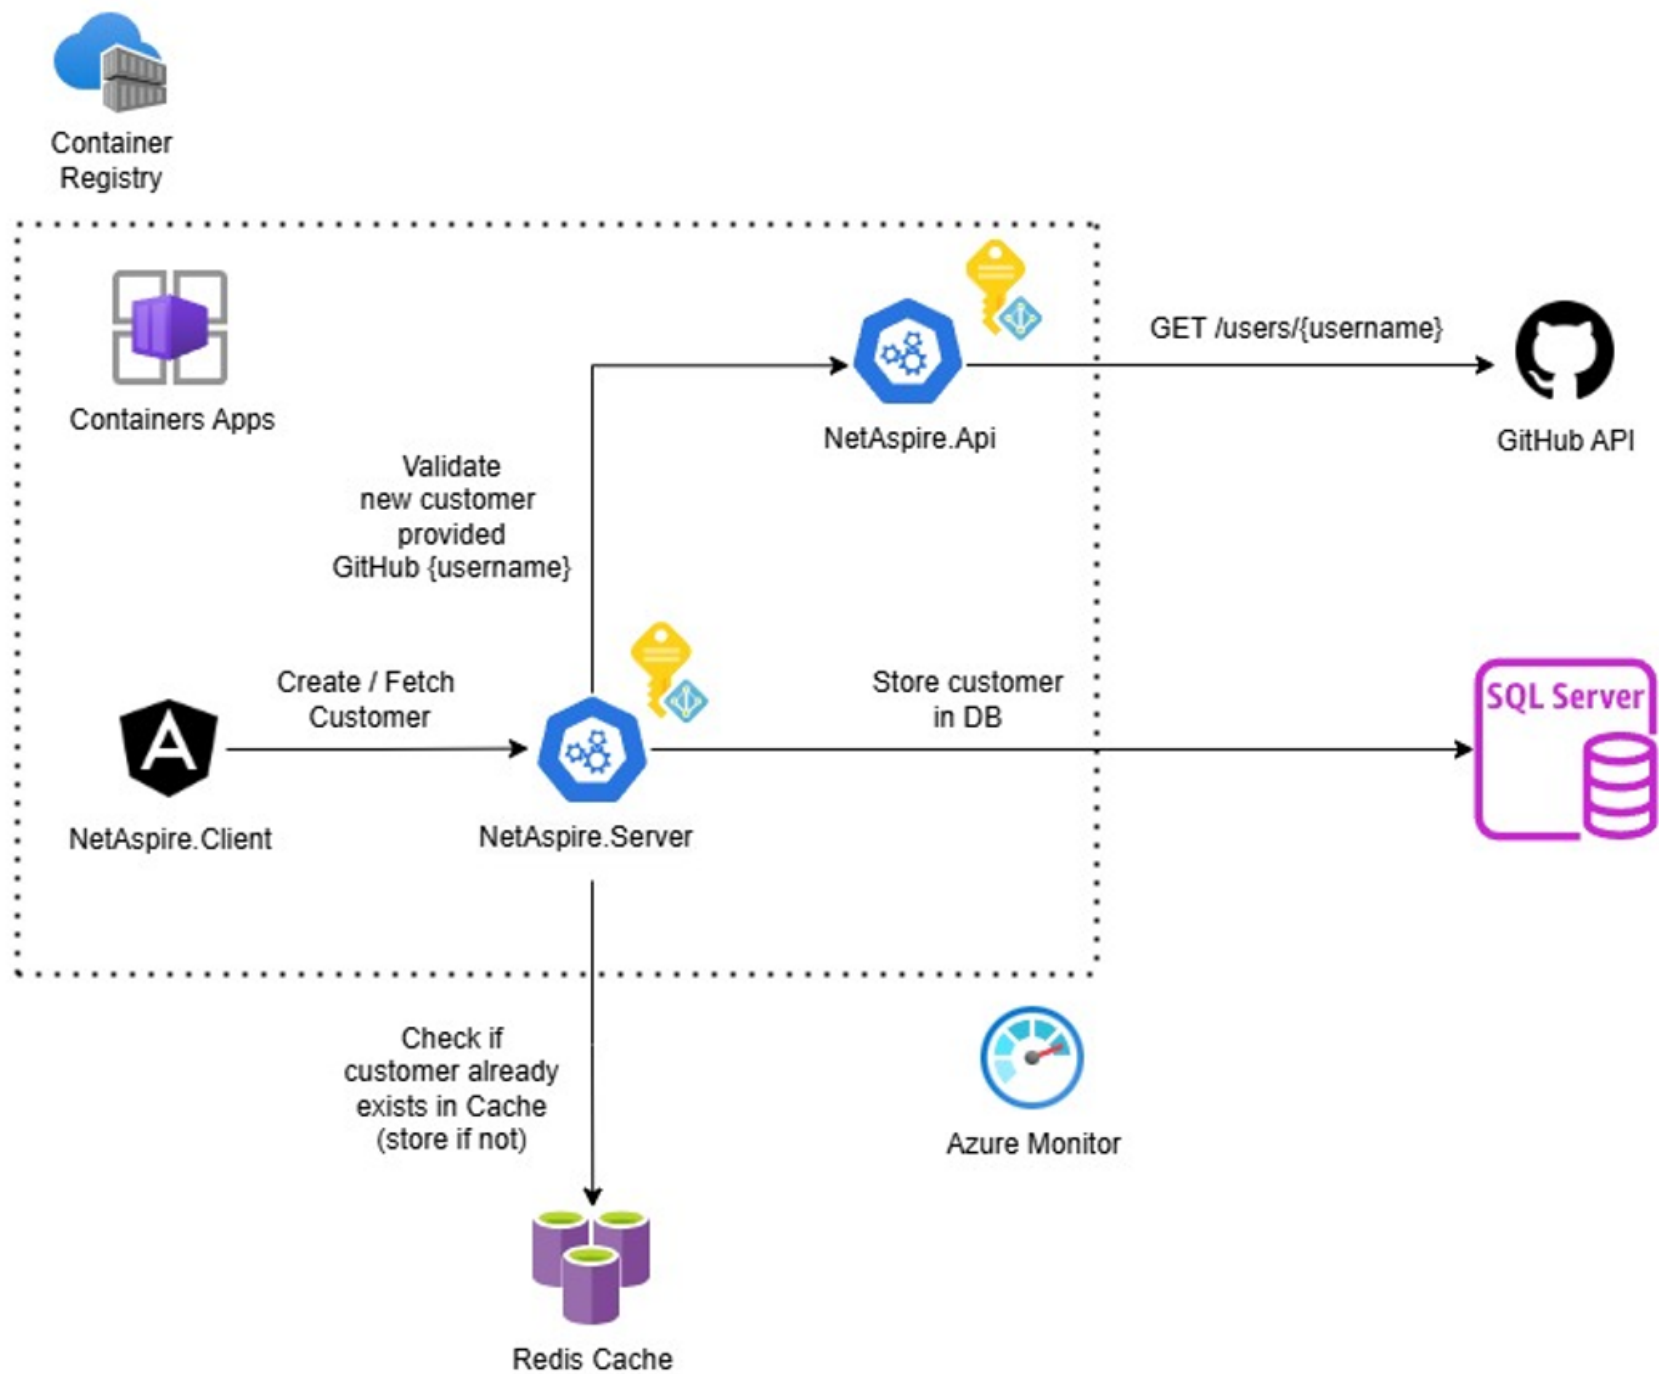 Container
Registry
Containers Apps
NetAspire.Api
GET /users/{username}
GitHub API
Validate
new customer
provided
GitHub {username}
Create / Fetch
Customer
Store customer
in DB
SQL Server
NetAspire.Client
NetAspire.Server
Check if
customer already
exists in Cache
(store if not)
Azure Monitor
Redis Cache